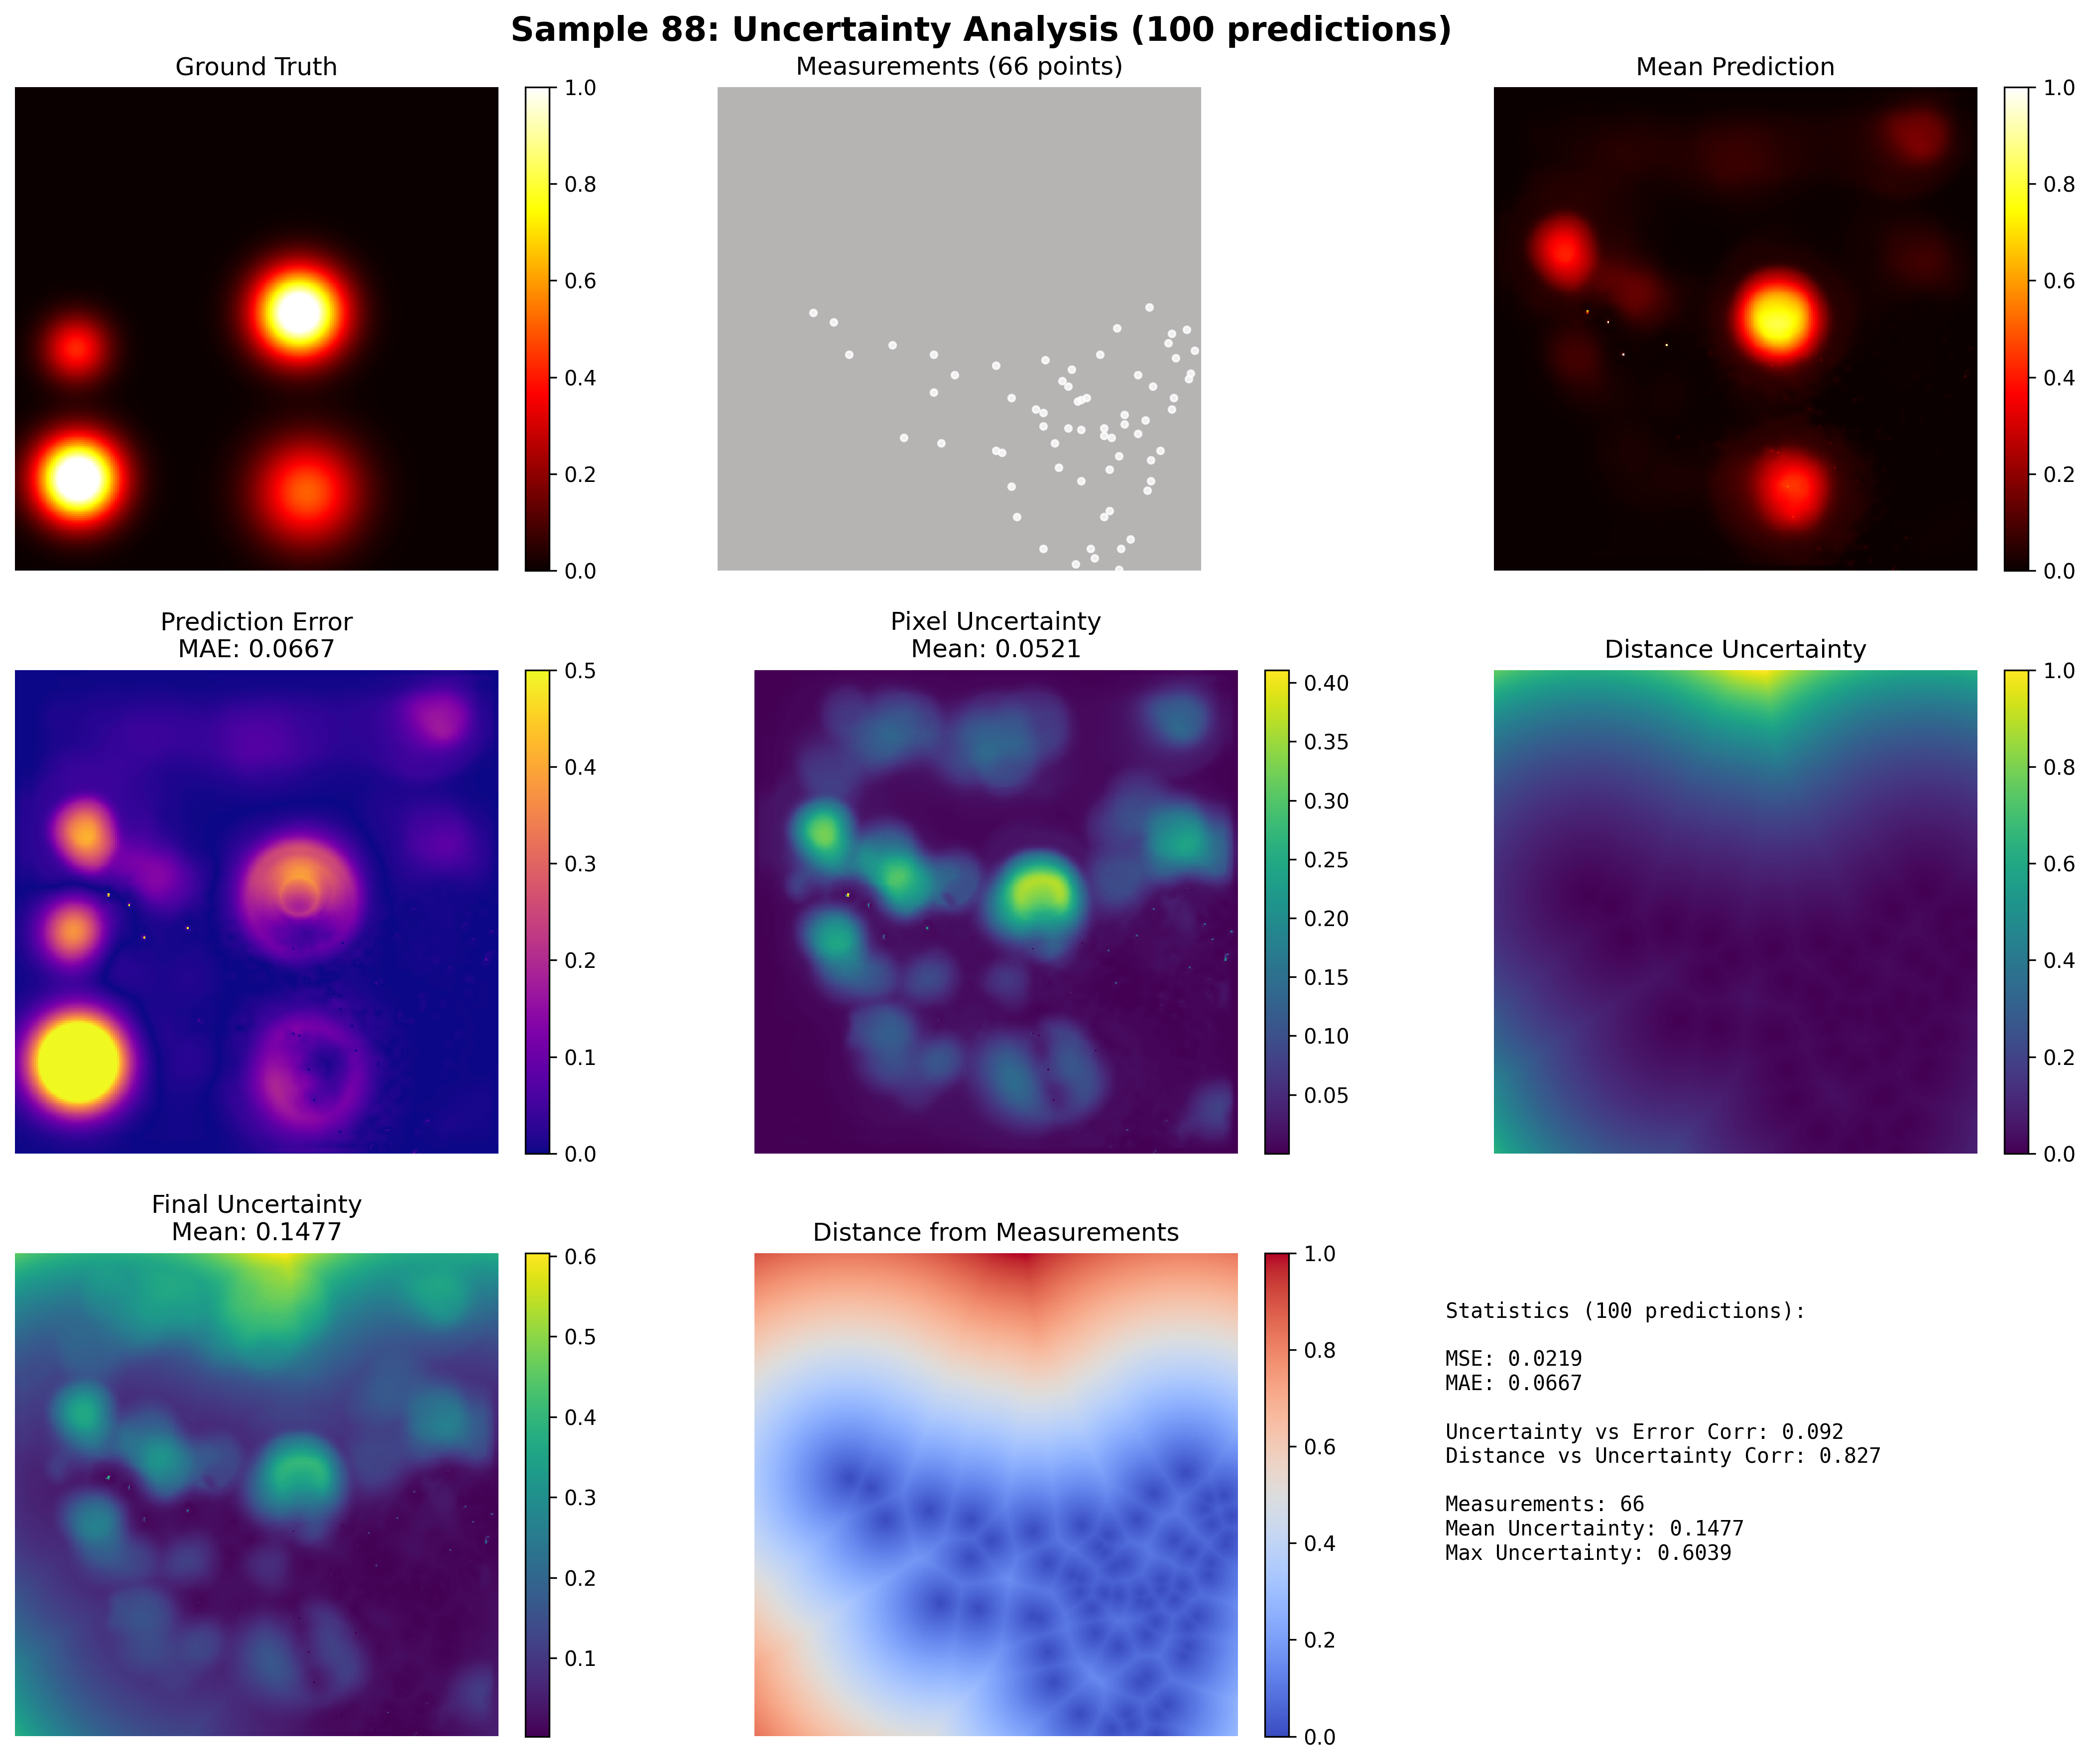 Sample 88: Uncertainty Analysis (100 predictions)
Ground Truth
1.0
0.8
0.6
0.4
0.2
0.0
Measurements (66 points)
Mean Prediction
1.0
0.8
0.6
0.4
0.2
0.0
Prediction Error
MAE: 0.0667
0.5
0.4
0.3
0.2
0.1
0.0
Pixel Uncertainty
Mean: 0.0521
0.40
0.35
0.30
0.25
0.20
0.15
0.10
0.05
Distance Uncertainty
1.0
0.8
0.6
0.4
0.2
0.0
Final Uncertainty
Mean: 0.1477
0.6
0.5
0.4
0.3
0.2
0.1
Distance from Measurements
1.0
0.8
0.6
0.4
0.2
0.0
Statistics (100 predictions):
MSE: 0.0219
MAE: 0.0667
Uncertainty vs Error Corr: 0.092
Distance vs Uncertainty Corr: 0.827
Measurements: 66
Mean Uncertainty: 0.1477
Max Uncertainty: 0.6039